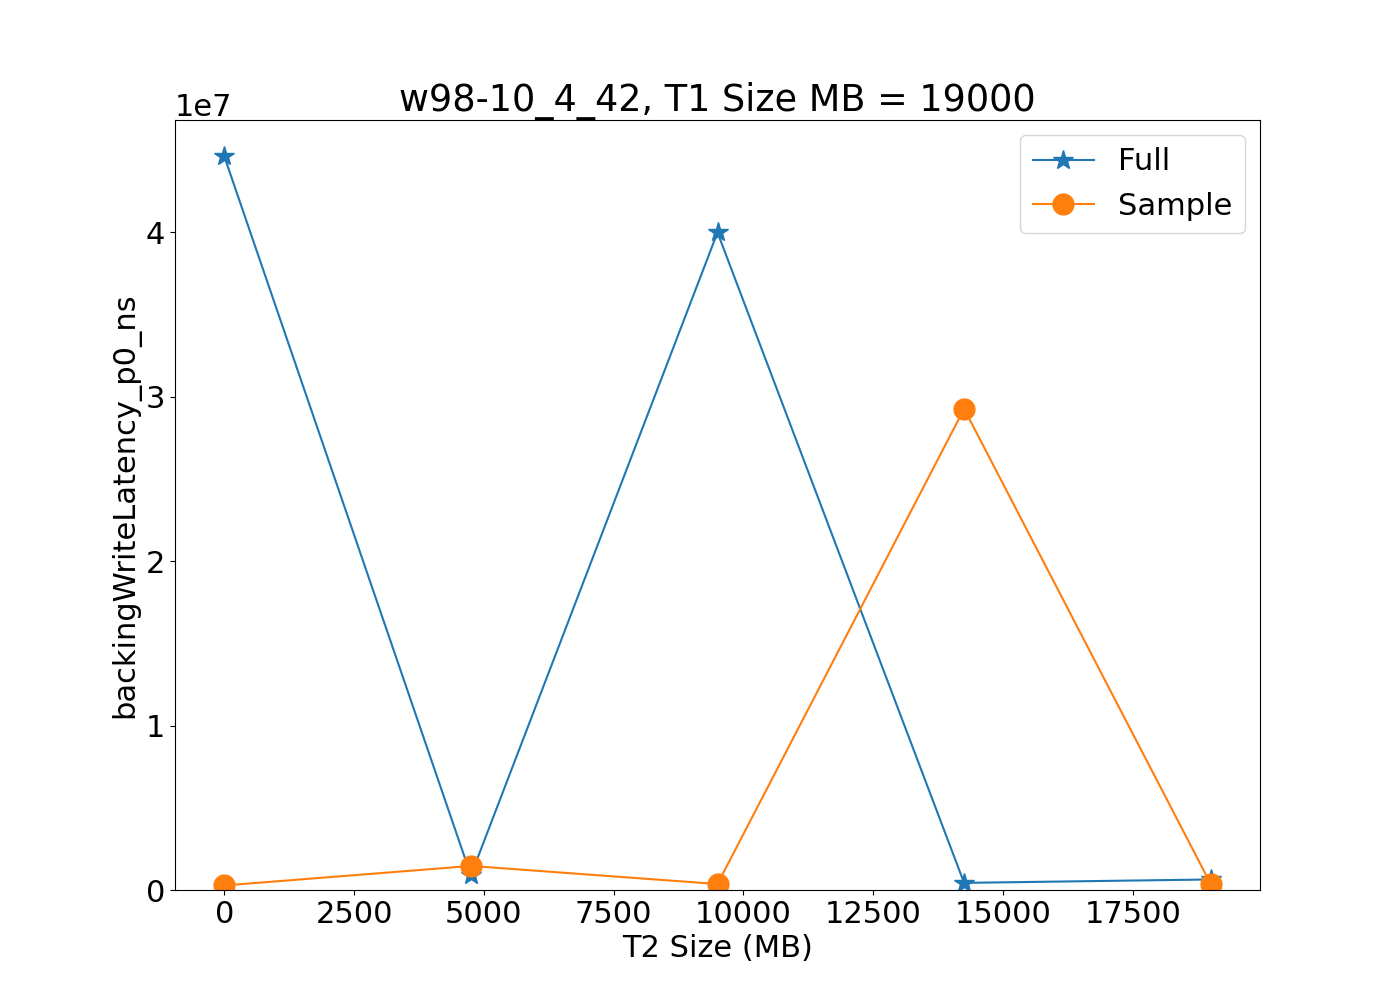 w98-10_4_42, T1 Size MB = 19000
1e7
Full
Sample
4
3
2
1
0
backingWriteLatency_p0_ns
0 2500 5000 7500 10000 12500 15000 17500
T2 Size (MB)